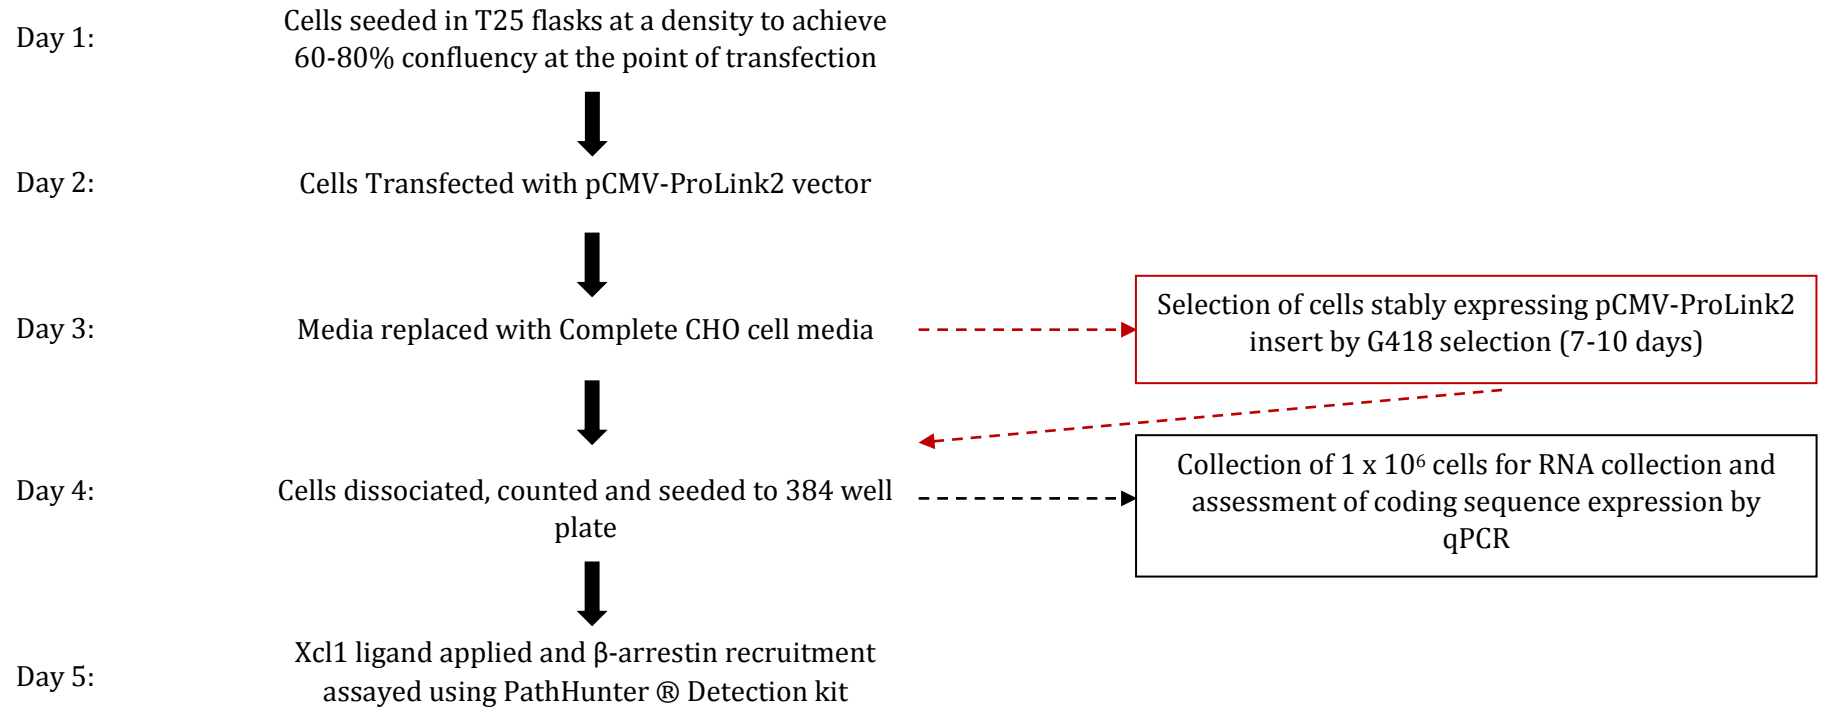 Day 1:
Cells seeded in T25 flasks at a density to achieve
60-80% confluency at the point of transfection
Day 2:
Cells Transfected with pCMV-ProLink2 vector
Day 3:
Media replaced with Complete CHO cell media
Selection of cells stably expressing pCMV-ProLink2
insert by G418 selection (7-10 days)
Day 4:
Cells dissociated, counted and seeded to 384 well
plate
Collection of 1 x 10⁶ cells for RNA collection and
assessment of coding sequence expression by
qPCR
Day 5:
Xcl1 ligand applied and β-arrestin recruitment
assayed using PathHunter ® Detection kit